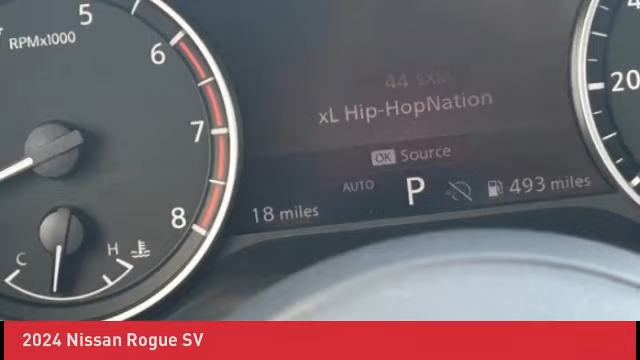 5
RPMx1000
6
7
8
C
H
44 SXM
xL Hip-HopNation
OK Source
AUTO P 493 miles
18 miles
20
2024 Nissan Rogue SV